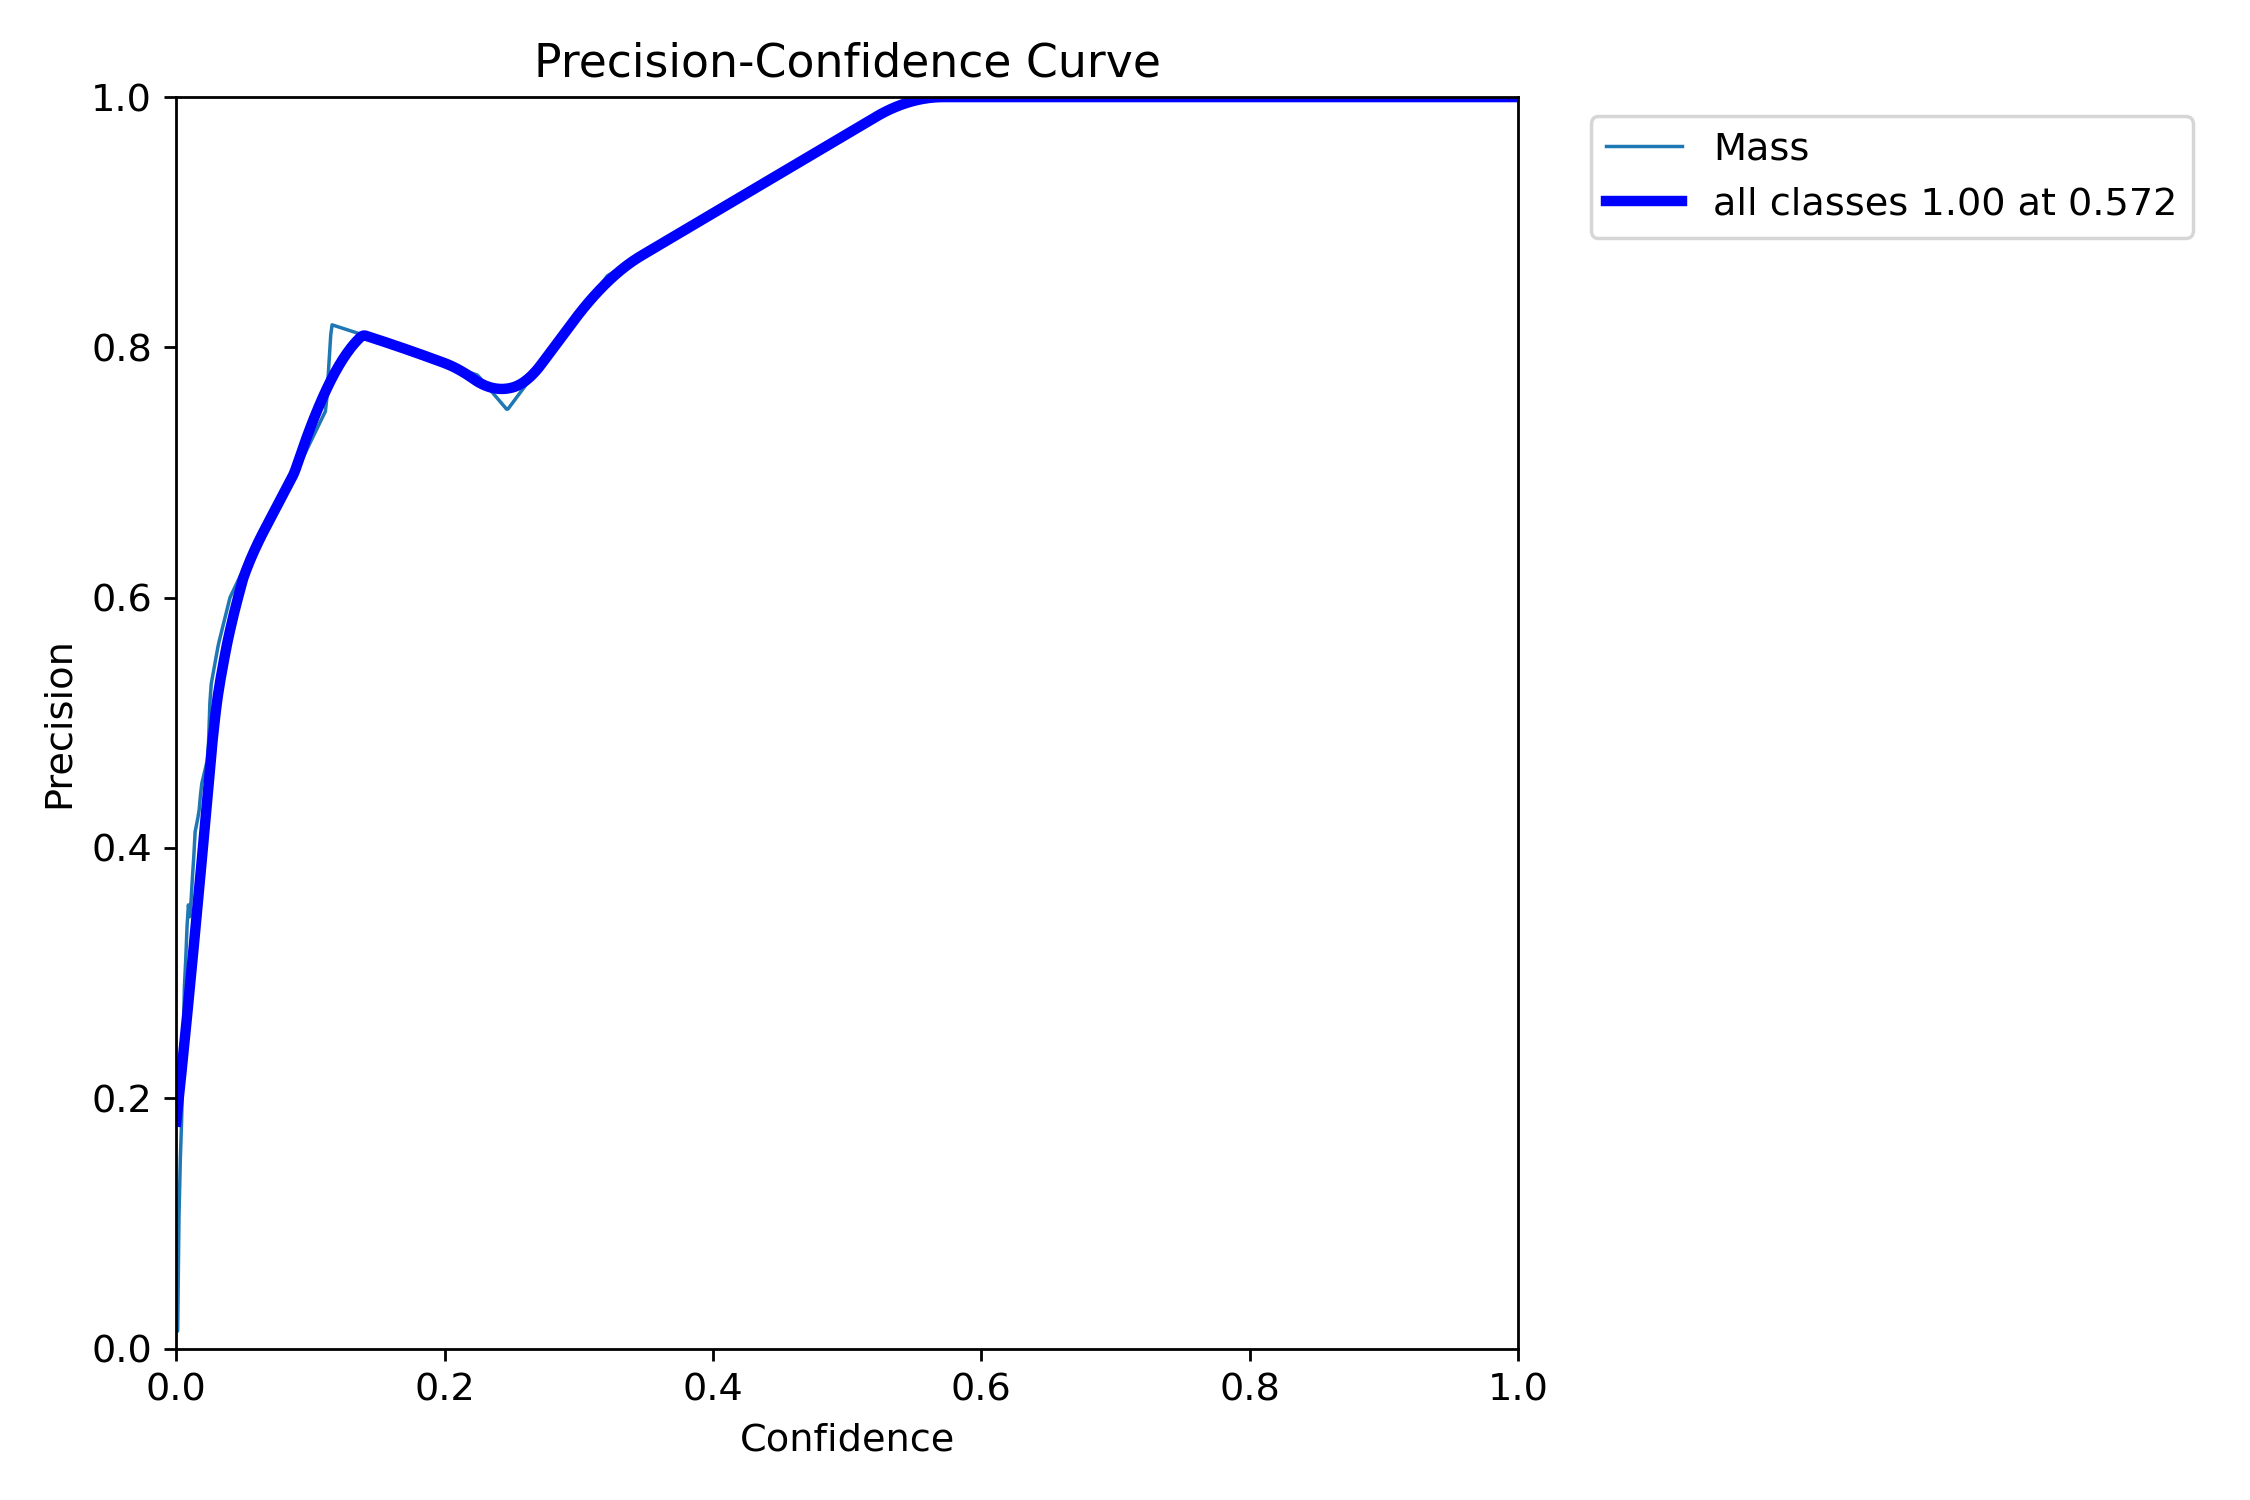 Precision-Confidence Curve
Mass
all classes 1.00 at 0.572
Precision
1.0
0.8
0.6
0.4
0.2
0.0
0.0 0.2 0.4 0.6 0.8 1.0
Confidence